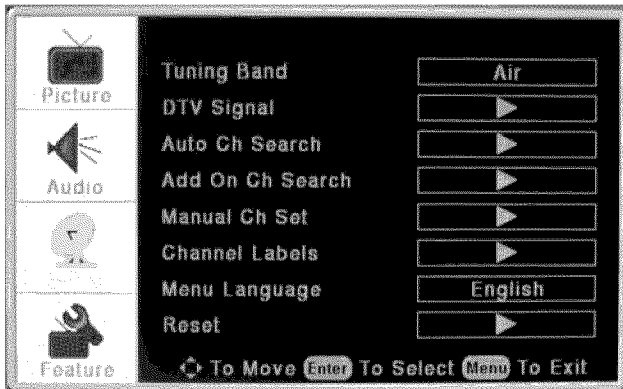 Picture
Audio
Feature
Tuning Band Air
DTV Signal
Auto Ch Search
Add On Ch Search
Manual Ch Set
Channel Labels
Menu Language English
Reset
To Move Enter To Select Menu To Exit